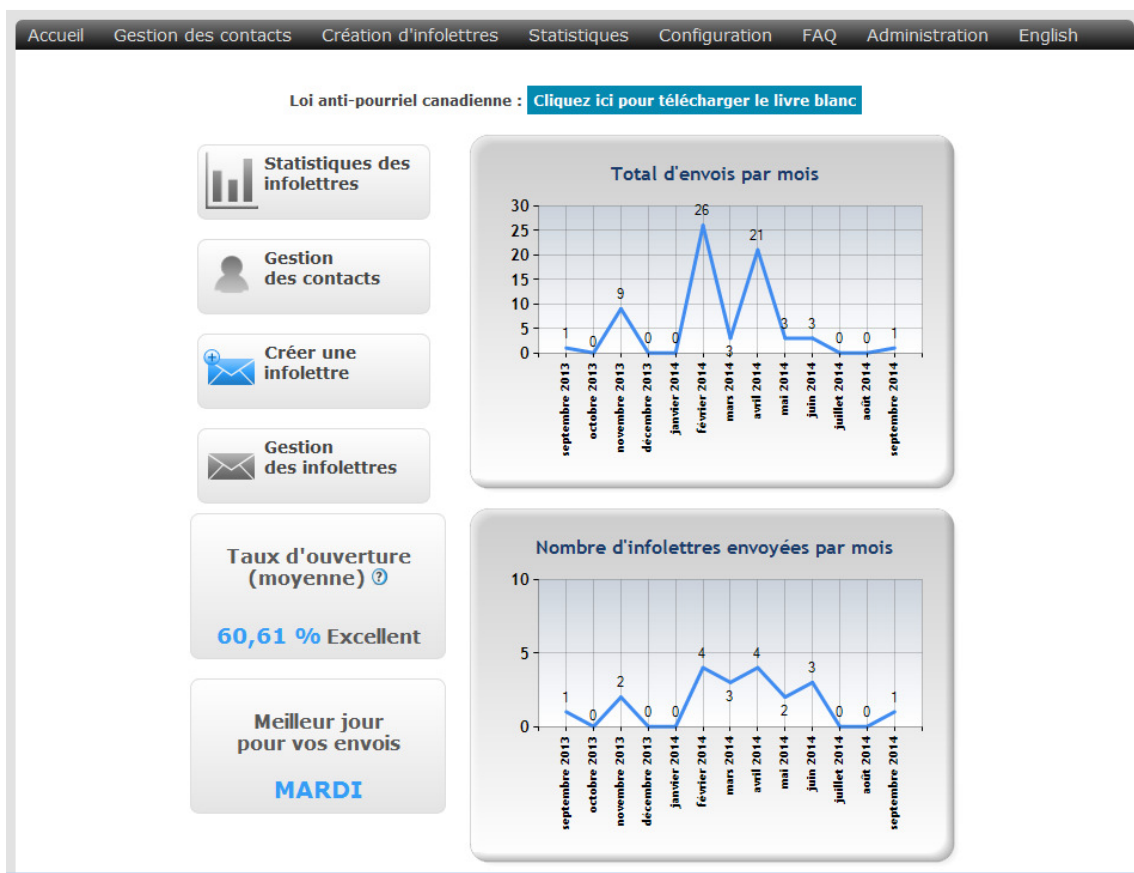 Accueil Gestion des contacts Création d'infolettres Statistiques Configuration FAQ Administration English
Loi anti-pourriel canadienne : Cliquez ici pour télécharger le livre blanc
Statistiques des
infolettres
Gestion
des contacts
Créer une
infolettre
Gestion
des infolettres
Taux d'ouverture
(moyenne) ?
60,61 % Excellent
Meilleur jour
pour vos envois
MARDI
Total d'envois par mois
30
25
20
15
10
5
0
1 0 9 0 0 26 3 21 3 3 0 0 1
septembre 2013
octobre 2013
novembre 2013
décembre 2013
janvier 2014
février 2014
mars 2014
avril 2014
mai 2014
juin 2014
juillet 2014
août 2014
septembre 2014
Nombre d'infolettres envoyées par mois
10
5
0
1 0 2 0 0 4 3 4 2 3 0 0 1
septembre 2013
octobre 2013
novembre 2013
décembre 2013
janvier 2014
février 2014
mars 2014
avril 2014
mai 2014
juin 2014
juillet 2014
août 2014
septembre 2014